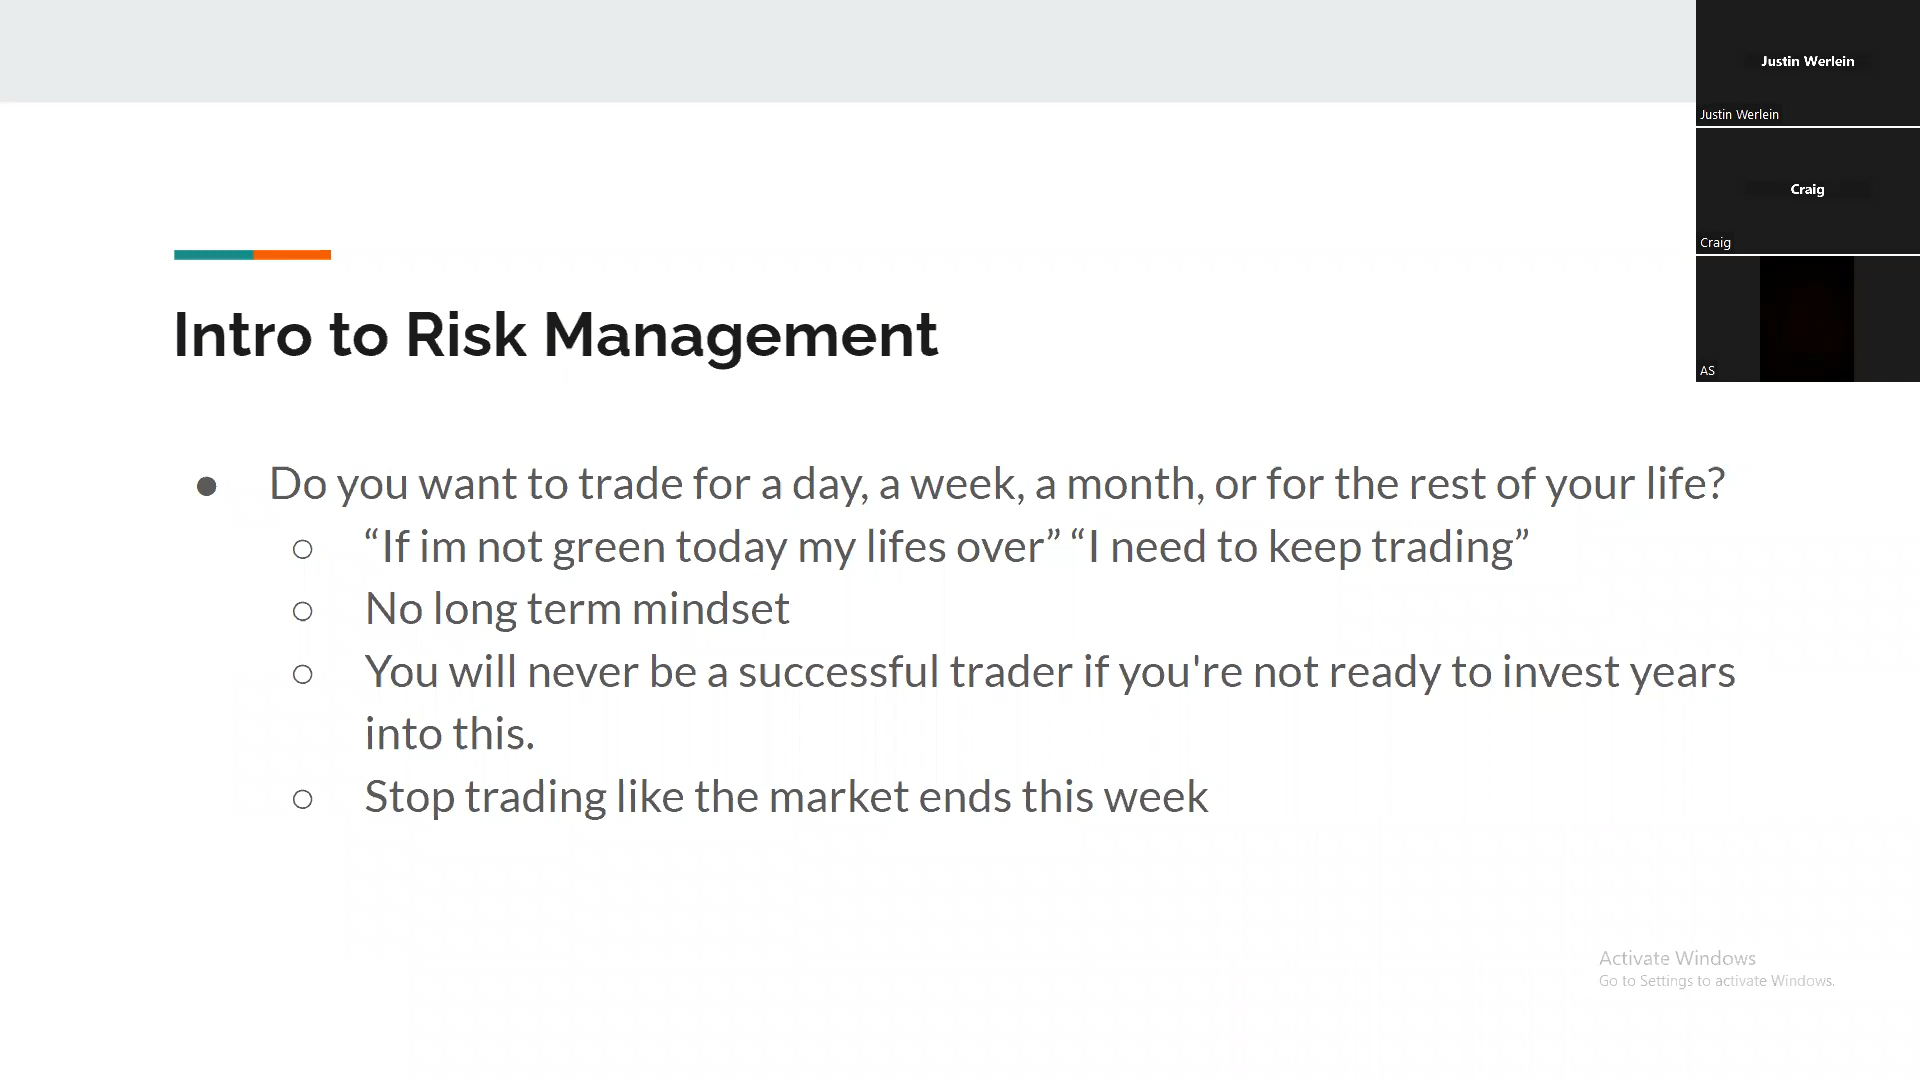 Justin Werlein
Justin Werlein
Craig
Craig
AS
Intro to Risk Management
● Do you want to trade for a day, a week, a month, or for the rest of your life?
○ “If im not green today my lifes over” “I need to keep trading”
○ No long term mindset
○ You will never be a successful trader if you're not ready to invest years
into this.
○ Stop trading like the market ends this week
Activate Windows
Go to Settings to activate Windows.